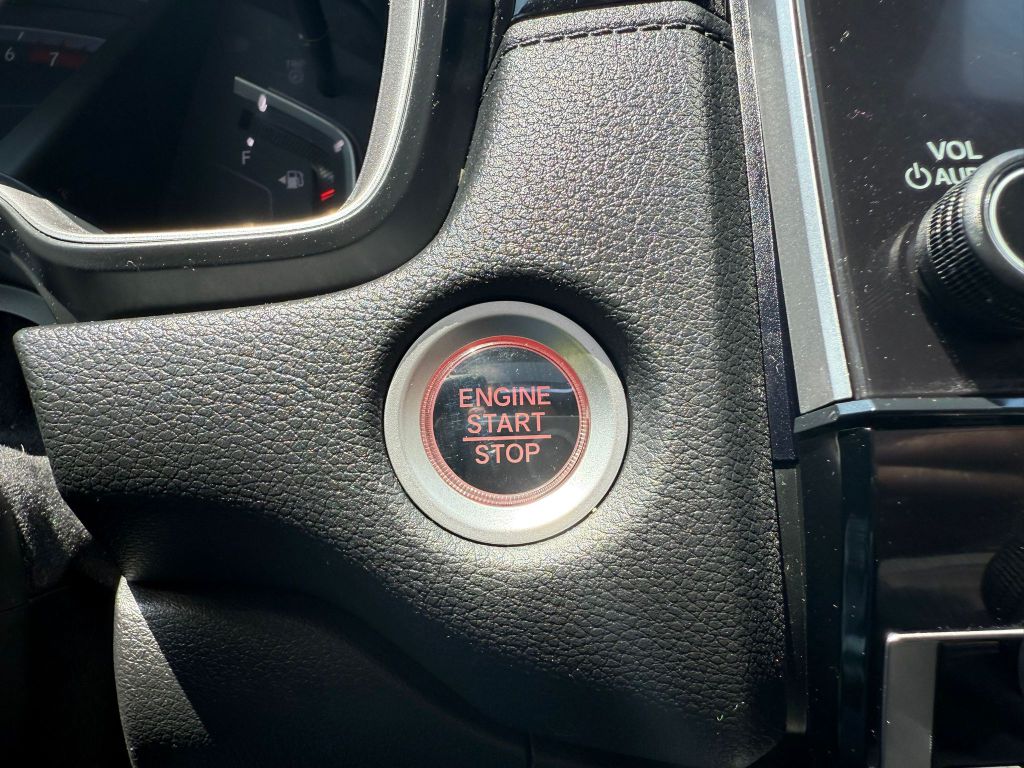 6 7
F
VOL
AUDIO
ENGINE
START
STOP